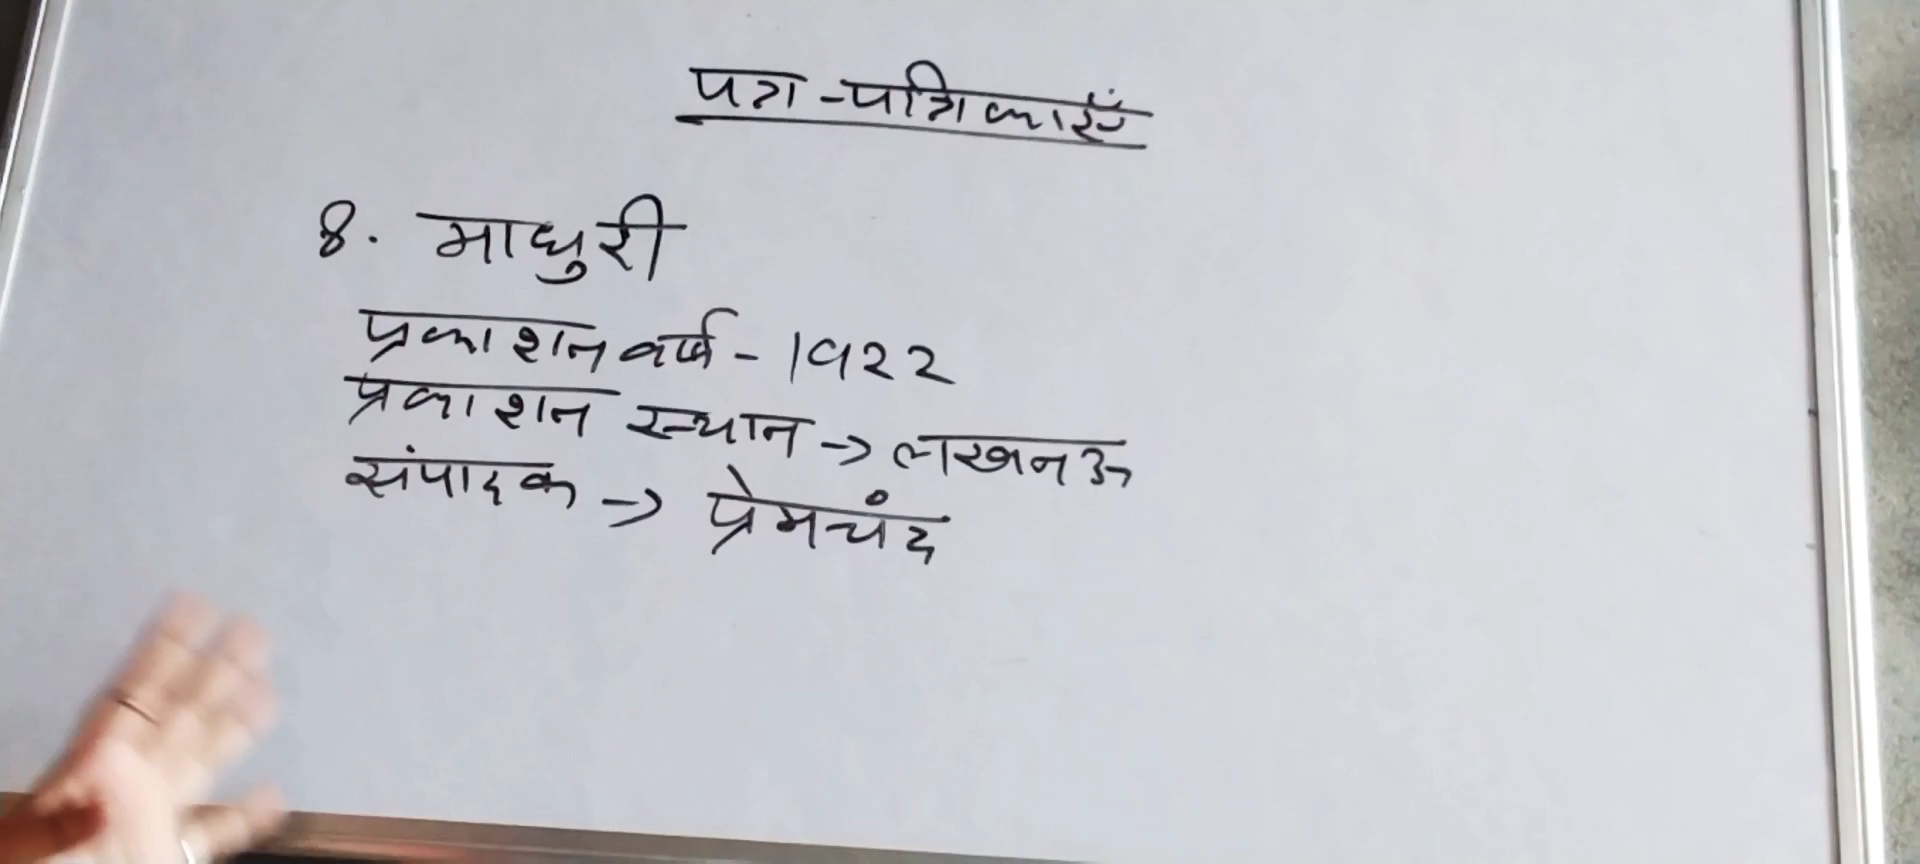 पत्र-पत्रिकाएँ
8. माधुरी
प्रकाशन वर्ष - 1922
प्रकाशन स्थान → लखनऊ
संपादक → प्रेमचंद